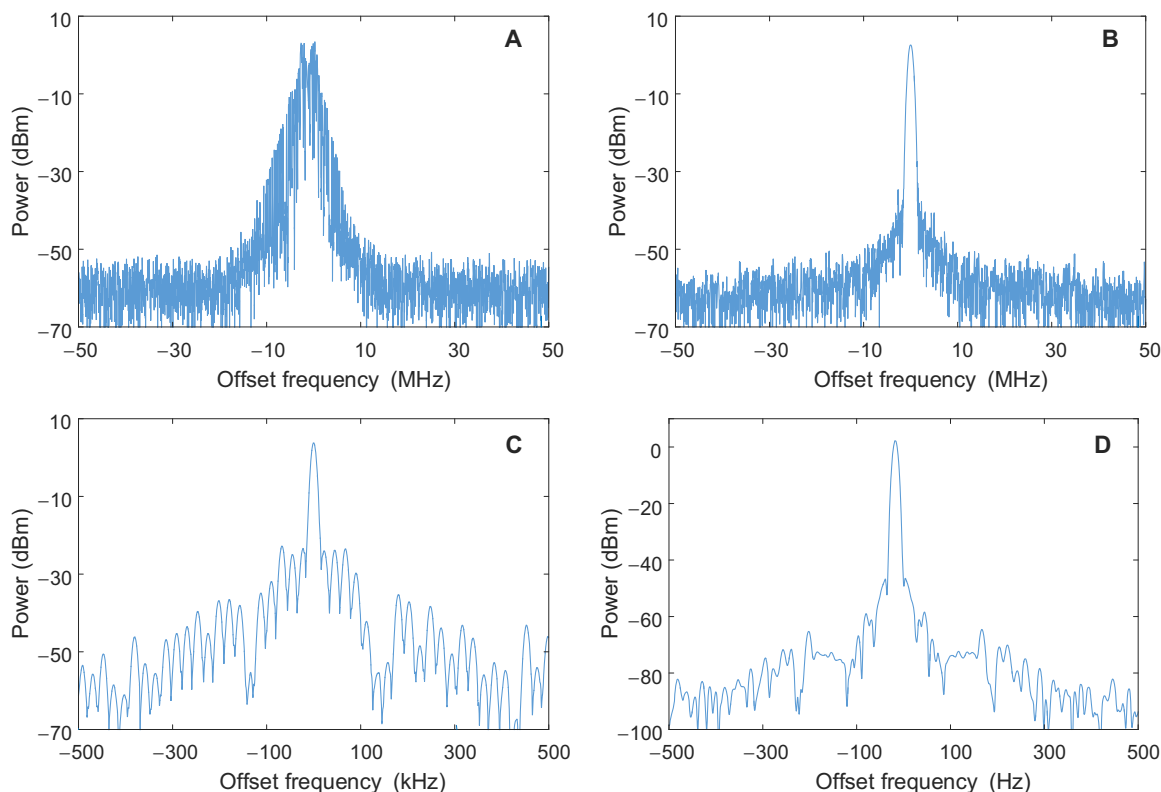 A
10
−10
−30
−50
−70
Power (dBm)
−50 −30 −10 10 30 50
Offset frequency (MHz)
B
10
−10
−30
−50
−70
Power (dBm)
−50 −30 −10 10 30 50
Offset frequency (MHz)
C
10
−10
−30
−50
−70
Power (dBm)
−500 −300 −100 100 300 500
Offset frequency (kHz)
D
0
−20
−40
−60
−80
−100
Power (dBm)
−500 −300 −100 100 300 500
Offset frequency (Hz)